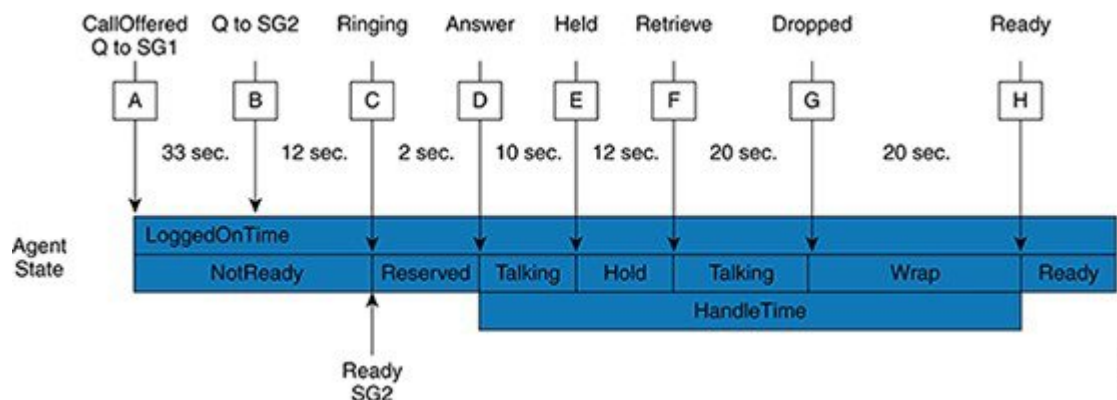 CallOffered Q to SG2 Ringing Answer Held Retrieve Dropped Ready
Q to SG1
A B C D E F G H
33 sec. 12 sec. 2 sec. 10 sec. 12 sec. 20 sec. 20 sec.
LoggedOnTime
Agent
State
NotReady Reserved Talking Hold Talking Wrap Ready
HandleTime
Ready
SG2